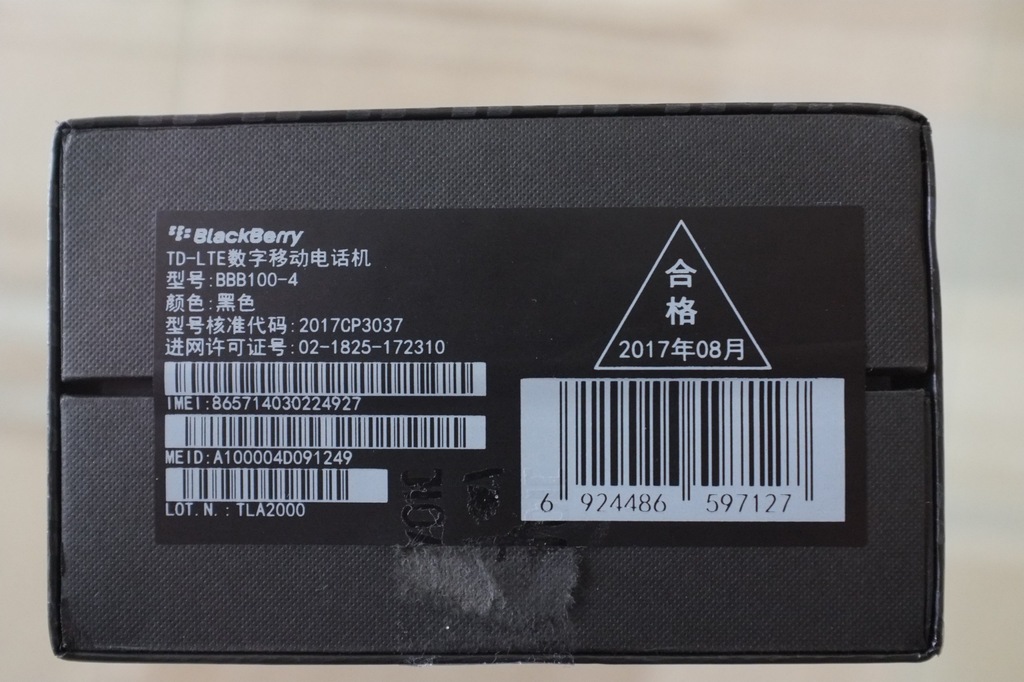 BlackBerry
TD-LTE数字移动电话机
型号:BBB100-4
颜色:黑色
型号核准代码:2017CP3037
进网许可证号:02-1825-172310
IMEI:865714030224927
MEID:A100004D091249
LOT.N.:TLA2000
合
格
2017年08月
6 924486 597127